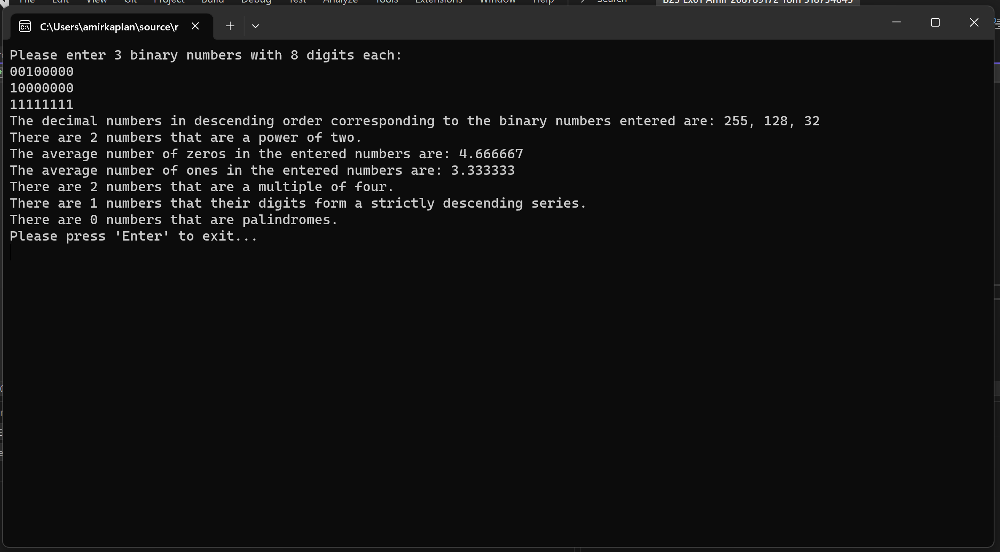 File Edit View Git Project Build Debug Test Analyze Tools Extensions Window Help Search
C:\Users\amirkaplan\source\r
Please enter 3 binary numbers with 8 digits each:
00100000
10000000
11111111
The decimal numbers in descending order corresponding to the binary numbers entered are: 255, 128, 32
There are 2 numbers that are a power of two.
The average number of zeros in the entered numbers are: 4.666667
The average number of ones in the entered numbers are: 3.333333
There are 2 numbers that are a multiple of four.
There are 1 numbers that their digits form a strictly descending series.
There are 0 numbers that are palindromes.
Please press 'Enter' to exit...